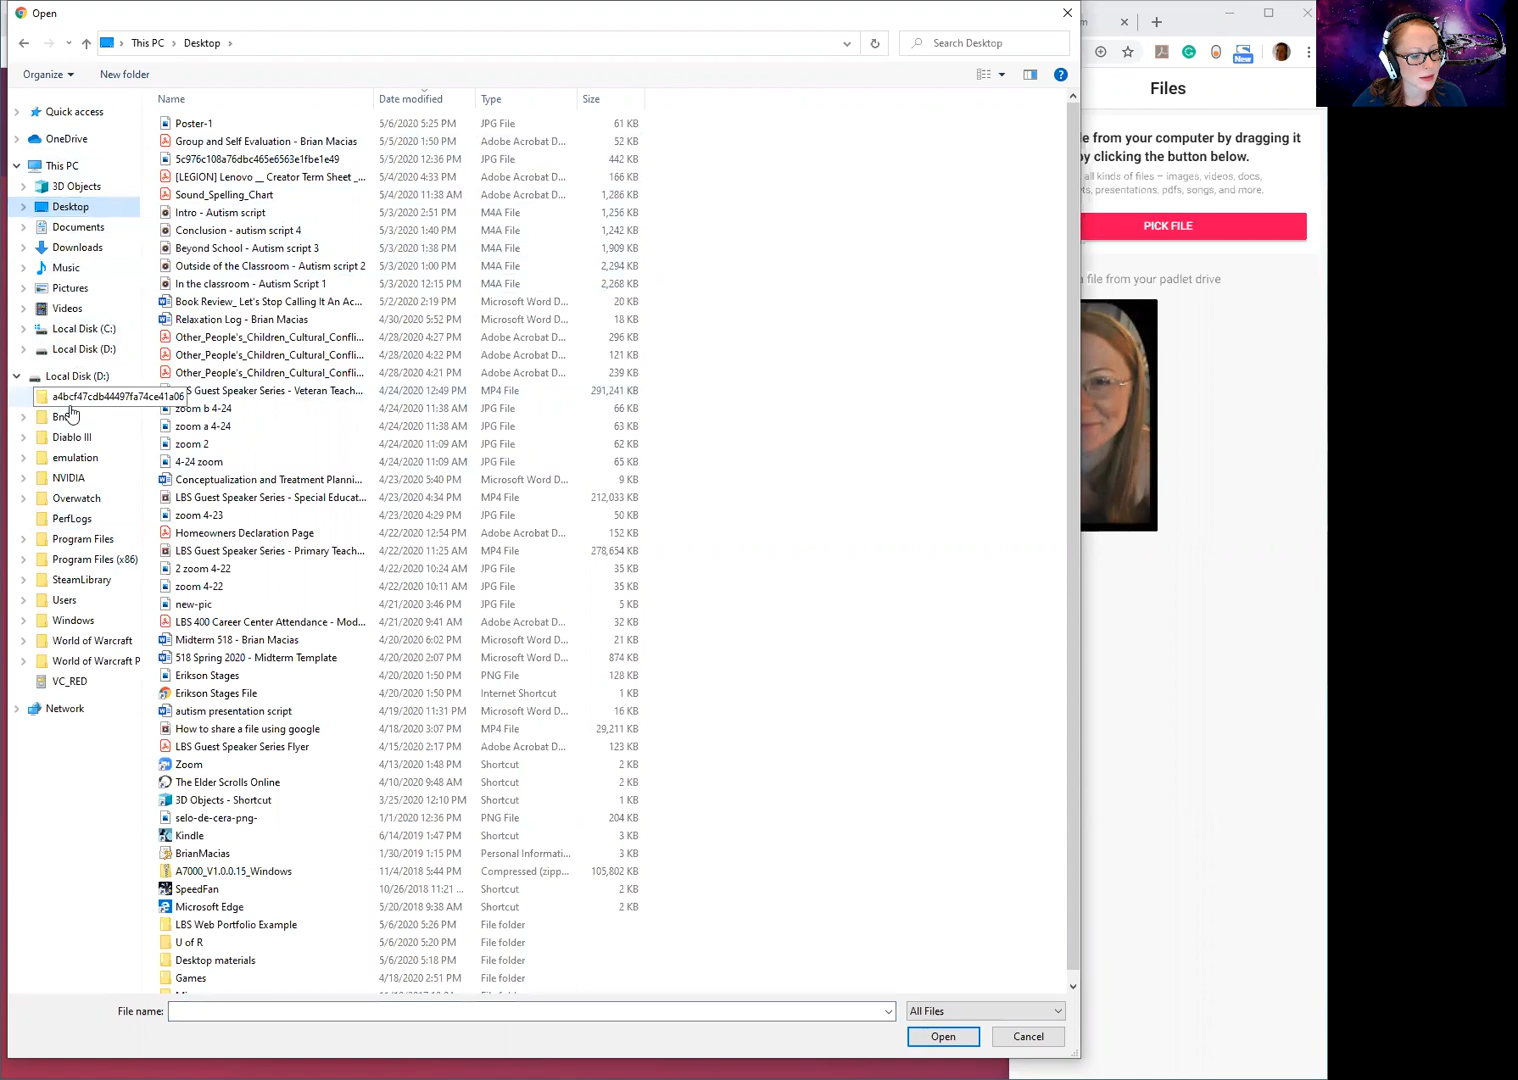 Open
This PC > Desktop >
Search Desktop
Organize
New folder
Quick access
OneDrive
This PC
3D Objects
Desktop
Documents
Downloads
Music
Pictures
Videos
Local Disk (C:)
Local Disk (D:)
Local Disk (D:)
a4bcf47cdb44497fa74ce41a06
Diablo III
emulation
NVIDIA
Overwatch
PerfLogs
Program Files
Program Files (x86)
SteamLibrary
Users
Windows
World of Warcraft
World of Warcraft P
VC_RED
Network
Name Date modified Type Size
Poster-1 5/6/2020 5:25 PM JPG File 61 KB
Group and Self Evaluation - Brian Macias 5/5/2020 1:50 PM Adobe Acrobat D... 52 KB
5c976c108a76dbc465e6563e1fbe1e49 5/5/2020 12:36 PM JPG File 442 KB
[LEGION] Lenovo __ Creator Term Sheet _... 5/4/2020 4:33 PM Adobe Acrobat D... 166 KB
Sound_Spelling_Chart 5/4/2020 11:38 AM Adobe Acrobat D... 1,286 KB
Intro - Autism script 5/3/2020 2:51 PM M4A File 1,256 KB
Conclusion - autism script 4 5/3/2020 1:40 PM M4A File 1,242 KB
Beyond School - Autism script 3 5/3/2020 1:38 PM M4A File 1,909 KB
Outside of the Classroom - Autism script 2 5/3/2020 1:00 PM M4A File 2,294 KB
In the classroom - Autism Script 1 5/3/2020 12:15 PM M4A File 2,268 KB
Book Review_ Let's Stop Calling It An Ac... 5/2/2020 2:19 PM Microsoft Word D... 20 KB
Relaxation Log - Brian Macias 4/30/2020 5:52 PM Microsoft Word D... 18 KB
Other_People's_Children_Cultural_Confli... 4/28/2020 4:27 PM Adobe Acrobat D... 296 KB
Other_People's_Children_Cultural_Confli... 4/28/2020 4:22 PM Adobe Acrobat D... 121 KB
Other_People's_Children_Cultural_Confli... 4/28/2020 4:21 PM Adobe Acrobat D... 239 KB
Guest Speaker Series - Veteran Teach... 4/24/2020 12:49 PM MP4 File 291,241 KB
zoom b 4-24 4/24/2020 11:38 AM JPG File 66 KB
zoom a 4-24 4/24/2020 11:38 AM JPG File 63 KB
zoom 2 4/24/2020 11:09 AM JPG File 62 KB
4-24 zoom 4/24/2020 11:09 AM JPG File 65 KB
Conceptualization and Treatment Planni... 4/23/2020 5:40 PM Microsoft Word D... 9 KB
LBS Guest Speaker Series - Special Educat... 4/23/2020 4:34 PM MP4 File 212,033 KB
zoom 4-23 4/23/2020 4:29 PM JPG File 50 KB
Homeowners Declaration Page 4/22/2020 12:54 PM Adobe Acrobat D... 152 KB
LBS Guest Speaker Series - Primary Teach... 4/22/2020 11:25 AM MP4 File 278,654 KB
2 zoom 4-22 4/22/2020 10:24 AM JPG File 35 KB
zoom 4-22 4/22/2020 10:11 AM JPG File 35 KB
new-pic 4/21/2020 3:46 PM JPG File 5 KB
LBS 400 Career Center Attendance - Mod... 4/21/2020 9:41 AM Adobe Acrobat D... 32 KB
Midterm 518 - Brian Macias 4/20/2020 6:02 PM Microsoft Word D... 21 KB
518 Spring 2020 - Midterm Template 4/20/2020 2:07 PM Microsoft Word D... 874 KB
Erikson Stages 4/20/2020 1:50 PM PNG File 128 KB
Erikson Stages File 4/20/2020 1:50 PM Internet Shortcut 1 KB
autism presentation script 4/19/2020 11:31 PM Microsoft Word D... 16 KB
How to share a file using google 4/18/2020 3:07 PM MP4 File 29,211 KB
LBS Guest Speaker Series Flyer 4/15/2020 2:17 PM Adobe Acrobat D... 123 KB
Zoom 4/13/2020 1:48 PM Shortcut 2 KB
The Elder Scrolls Online 4/10/2020 9:48 AM Shortcut 2 KB
3D Objects - Shortcut 3/25/2020 12:10 PM Shortcut 1 KB
selo-de-cera-png- 1/1/2020 12:36 PM PNG File 204 KB
Kindle 6/14/2019 1:47 PM Shortcut 3 KB
BrianMacias 1/30/2019 1:15 PM Personal Informati... 3 KB
A7000_V1.0.0.15_Windows 11/4/2018 5:44 PM Compressed (zipp... 105,802 KB
SpeedFan 10/26/2018 11:21 ... Shortcut 2 KB
Microsoft Edge 5/20/2018 9:38 AM Shortcut 2 KB
LBS Web Portfolio Example 5/6/2020 5:26 PM File folder
U of R 5/6/2020 5:20 PM File folder
Desktop materials 5/6/2020 5:18 PM File folder
Games 4/18/2020 2:51 PM File folder
File name:
All Files
Open
Cancel
New
Files
from your computer by dragging it
by clicking the button below.
all kinds of files – images, videos, docs,
presentations, pdfs, songs, and more.
PICK FILE
file from your padlet drive